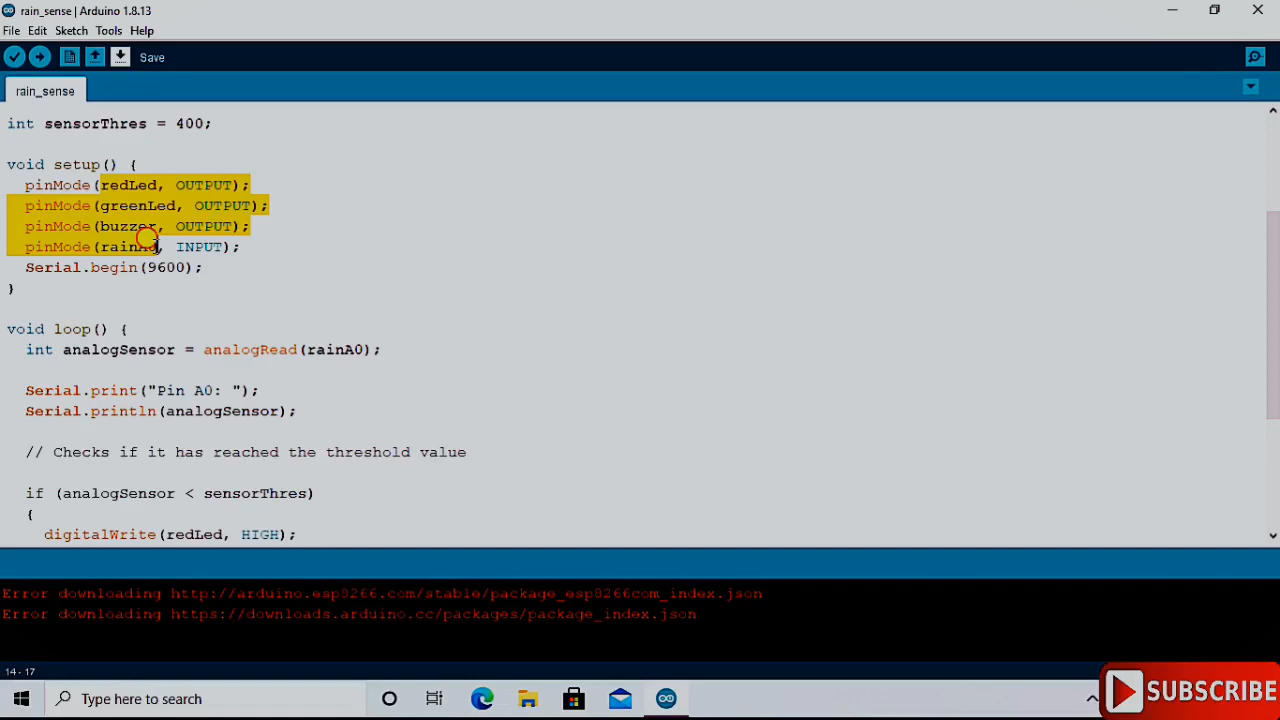 rain_sense | Arduino 1.8.13
File Edit Sketch Tools Help
Save
rain_sense
int sensorThres = 400;
void setup() {
pinMode(redLed, OUTPUT);
pinMode(greenLed, OUTPUT);
pinMode(buzzer, OUTPUT);
pinMode(rainA0, INPUT);
Serial.begin(9600);
}
void loop() {
int analogSensor = analogRead(rainA0);
Serial.print("Pin A0: ");
Serial.println(analogSensor);
// Checks if it has reached the threshold value
if (analogSensor < sensorThres)
{
digitalWrite(redLed, HIGH);
Error downloading http://arduino.esp8266.com/stable/package_esp8266com_index.json
Error downloading https://downloads.arduino.cc/packages/package_index.json
14 - 17
Type here to search
SUBSCRIBE